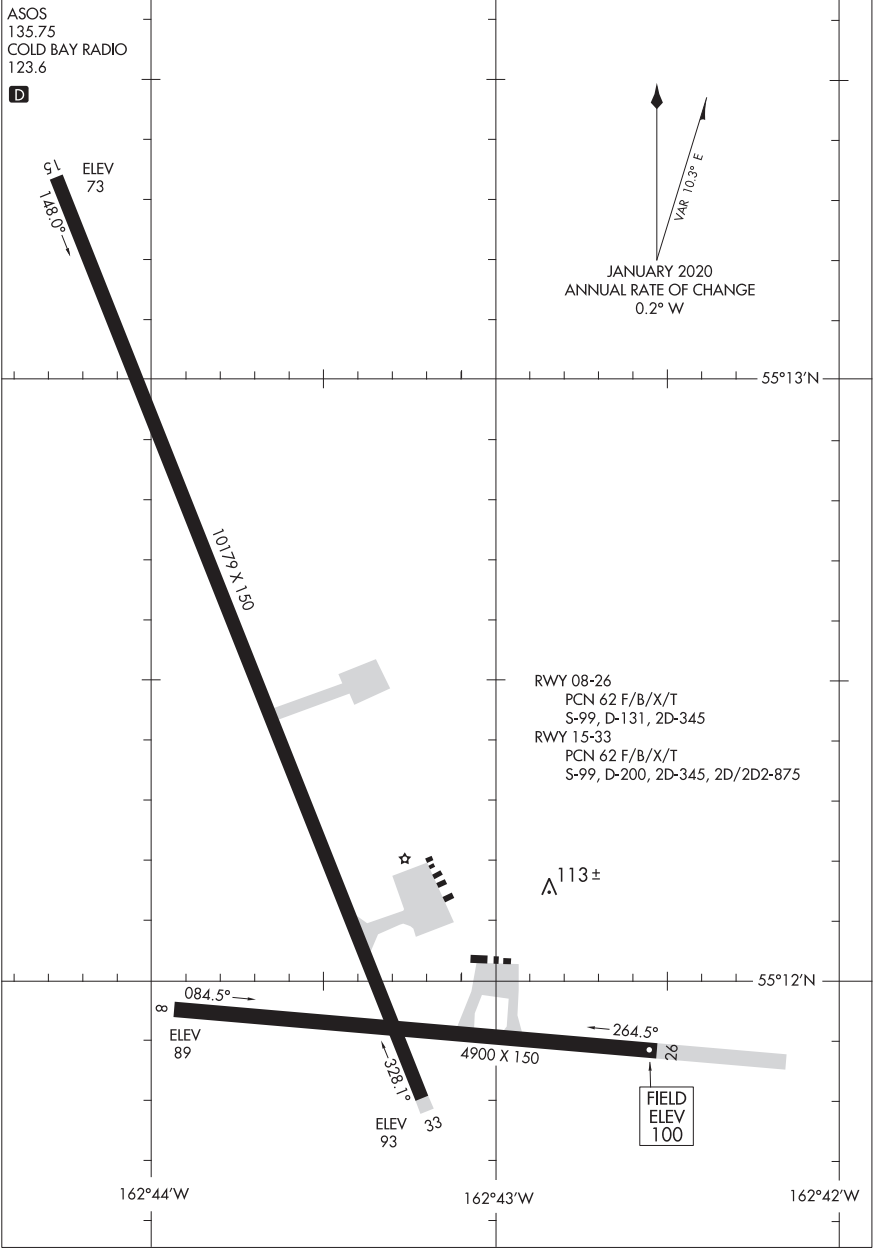 ASOS
135.75
COLD BAY RADIO
123.6
D
15
ELEV
73
148.0°
VAR 10.3° E
JANUARY 2020
ANNUAL RATE OF CHANGE
0.2° W
55°13'N
10179 X 150
RWY 08-26
PCN 62 F/B/X/T
S-99, D-131, 2D-345
RWY 15-33
PCN 62 F/B/X/T
S-99, D-200, 2D-345, 2D/2D2-875
113±
55°12'N
084.5°
8
ELEV
89
264.5°
26
4900 X 150
328.1°
ELEV
93
33
FIELD
ELEV
100
162°44'W
162°43'W
162°42'W